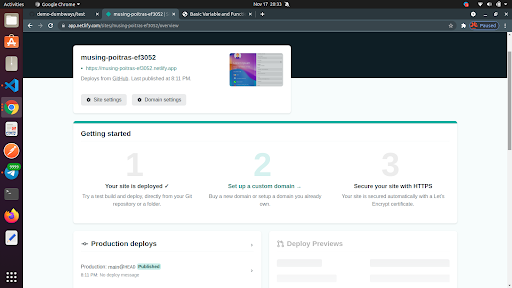 Activities
Google Chrome
Nov 17 20:33
demo-dumbways/test
musing-poitras-ef3052
Basic Variable and Func
app.netlify.com/sites/musing-poitras-ef3052/overview
Paused
musing-poitras-ef3052
https://musing-poitras-ef3052.netlify.app
Deploys from GitHub. Last published at 8:11 PM.
Site settings
Domain settings
Getting started
1
2
3
Your site is deployed ✓
Set up a custom domain →
Secure your site with HTTPS
Try a test build and deploy, directly from your Git
repository or a folder.
Buy a new domain or setup a domain you already
own.
Your site is secured automatically with a Let's
Encrypt certificate.
Production deploys
Deploy Previews
Production: main@HEAD Published
8:11 PM No deploy message